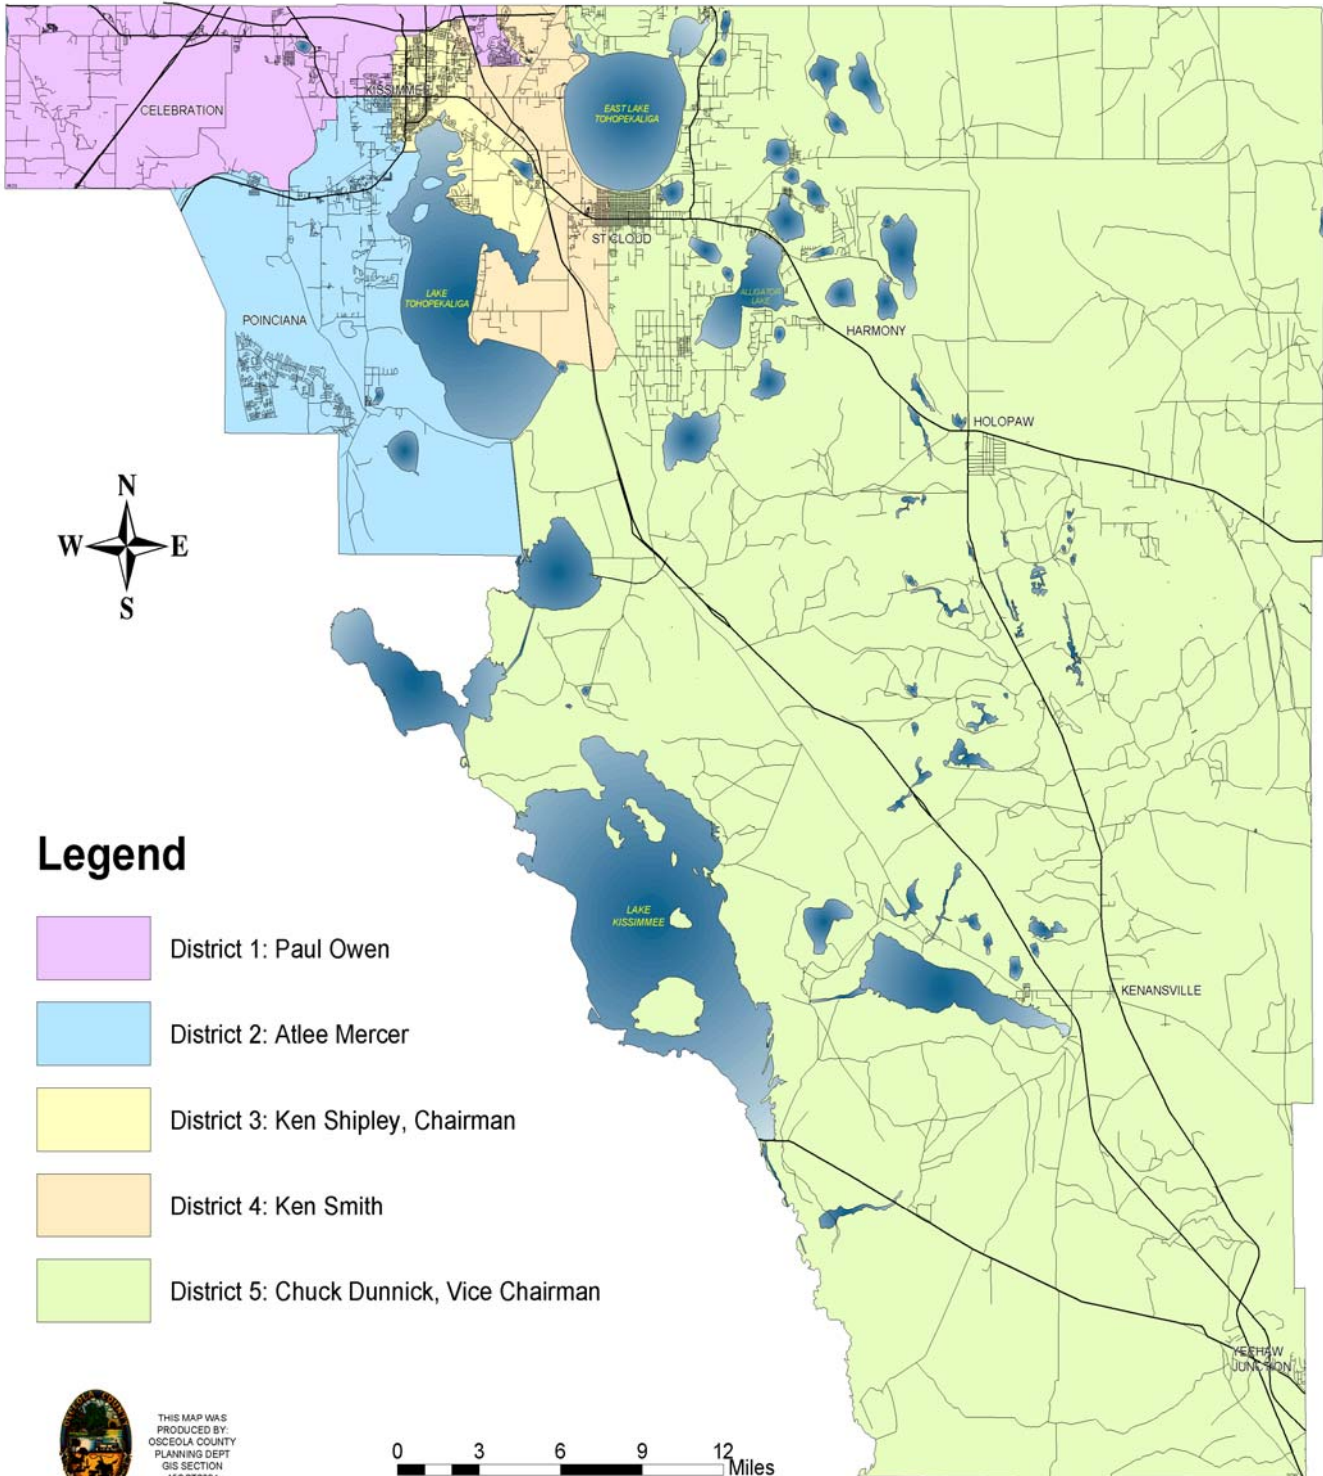 CELEBRATION
KISSIMMEE
EAST LAKE
TOHOPEKALIGA
ST CLOUD
LAKE
TOHOPEKALIGA
ALLIGATOR
LAKE
POINCIANA
HARMONY
HOLOPAW
N
W E
S
LAKE
KISSIMMEE
KENANSVILLE
YEEHAW
JUNCTION
Legend
District 1: Paul Owen
District 2: Atlee Mercer
District 3: Ken Shipley, Chairman
District 4: Ken Smith
District 5: Chuck Dunnick, Vice Chairman
OSCEOLA COUNTY
THIS MAP WAS
PRODUCED BY:
OSCEOLA COUNTY
PLANNING DEPT
GIS SECTION
0 3 6 9 12
Miles